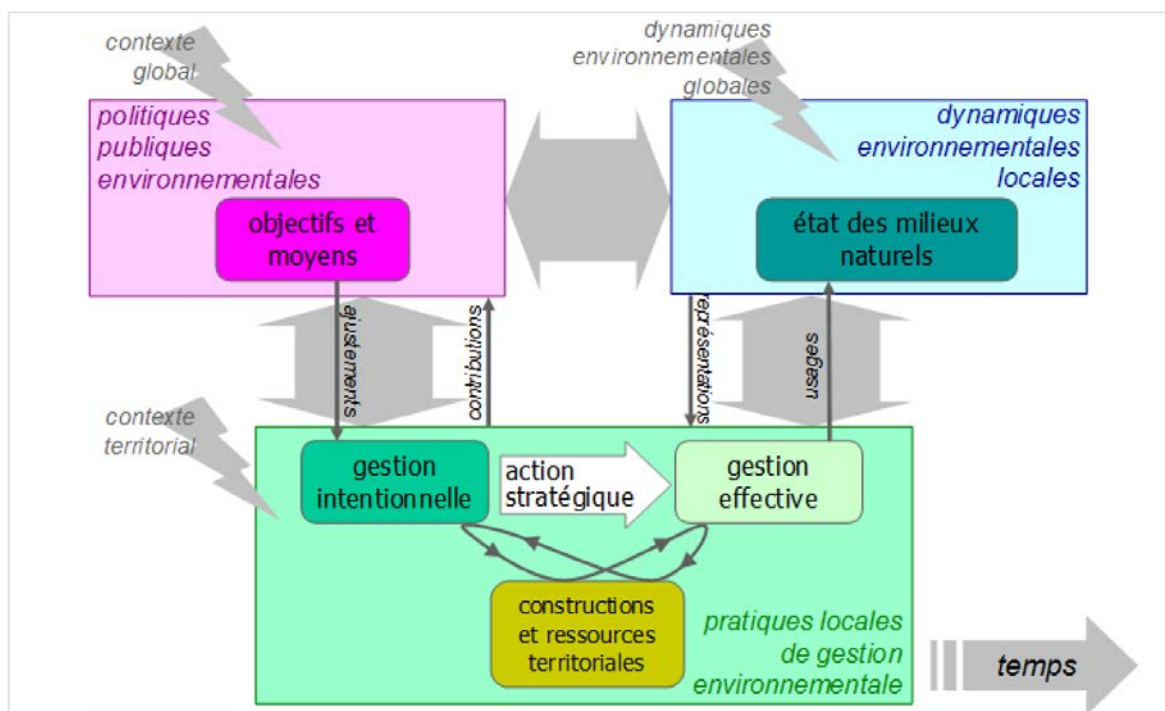 contexte
global
dynamiques
environnementales
globales
politiques
publiques
environnementales
dynamiques
environnementales
locales
objectifs et
moyens
état des milieux
naturels
ajustements
contributions
représentations
usages
contexte
territorial
gestion
intentionnelle
action
stratégique
gestion
effective
constructions
et ressources
territoriales
pratiques locales
de gestion
environnementale
temps